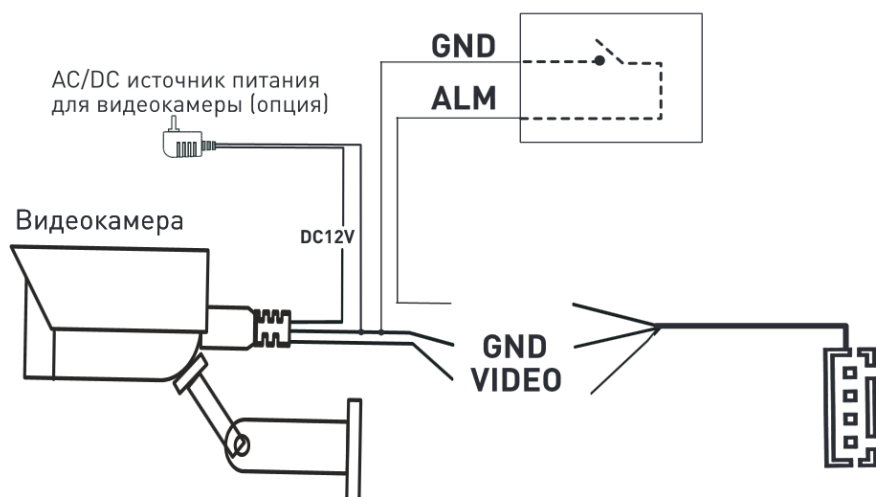 GND
ALM
AC/DC источник питания
для видеокамеры (опция)
Видеокамера
DC12V
GND
VIDEO